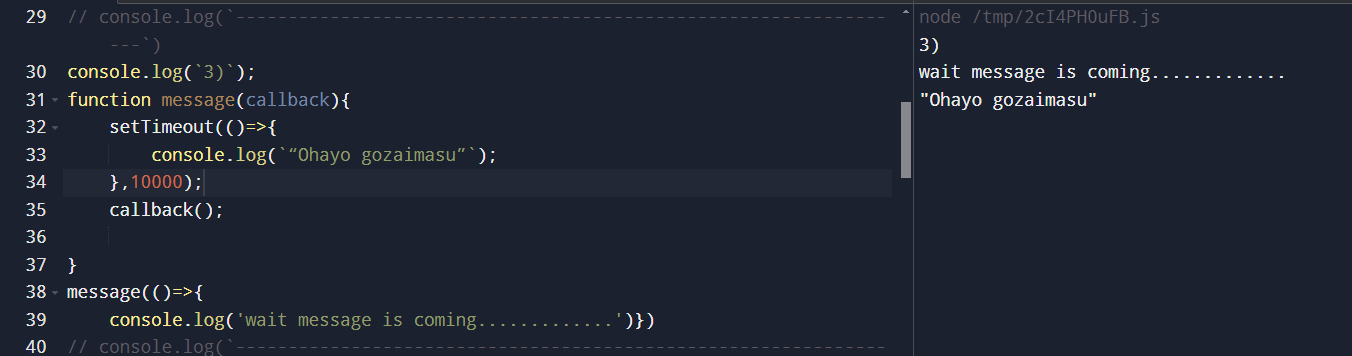 29 // console.log(`--------------------------------------------------------------
---`)
30 console.log(`3)`);
31 function message(callback){
32 setTimeout(()=>{
33 console.log(`“Ohayo gozaimasu”`);
34 },10000);
35 callback();
36
37 }
38 message(()=>{
39 console.log('wait message is coming.............')})
40 // console.log(`--------------------------------------------------------------
node /tmp/2cI4PH0uFB.js
3)
wait message is coming.............
"Ohayo gozaimasu"